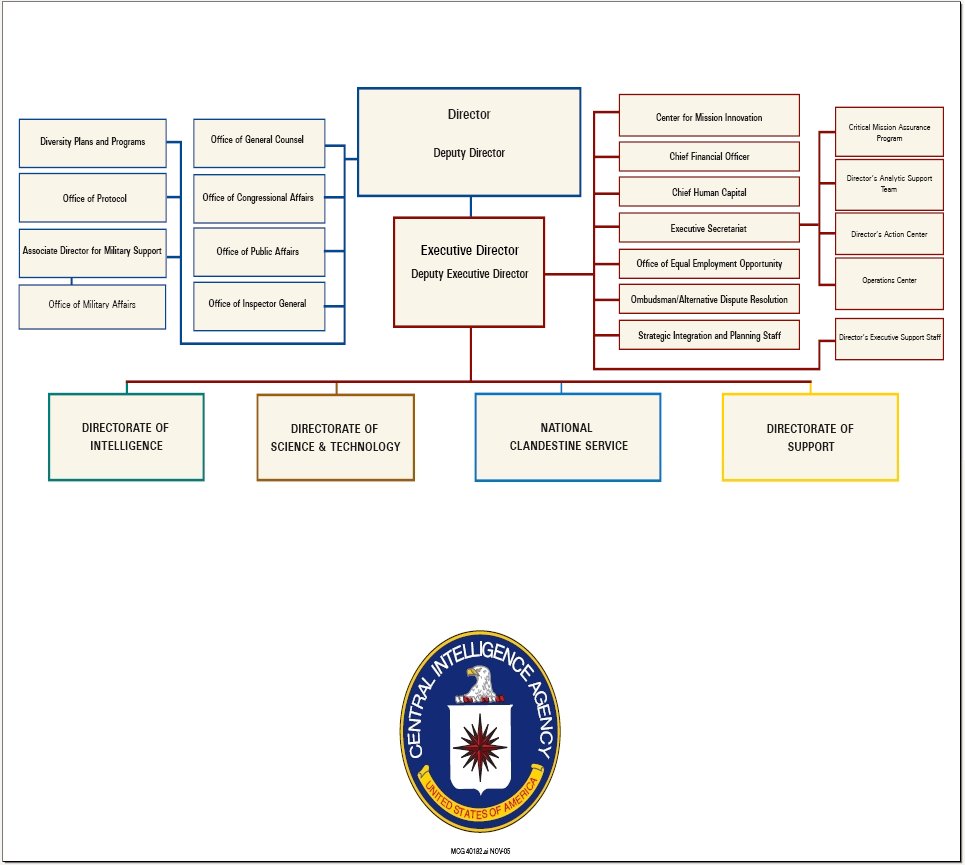 Director
Deputy Director
Diversity Plans and Programs
Office of Protocol
Associate Director for Military Support
Office of Military Affairs
Office of General Counsel
Office of Congressional Affairs
Office of Public Affairs
Office of Inspector General
Executive Director
Deputy Executive Director
Center for Mission Innovation
Chief Financial Officer
Chief Human Capital
Executive Secretariat
Office of Equal Employment Opportunity
Ombudsman/Alternative Dispute Resolution
Strategic Integration and Planning Staff
Critical Mission Assurance
Program
Director's Analytic Support
Team
Director's Action Center
Operations Center
Director's Executive Support Staff
DIRECTORATE OF
INTELLIGENCE
DIRECTORATE OF
SCIENCE & TECHNOLOGY
NATIONAL
CLANDESTINE SERVICE
DIRECTORATE OF
SUPPORT
CENTRAL INTELLIGENCE AGENCY
UNITED STATES OF AMERICA
MCG 40182.ai NOV-05